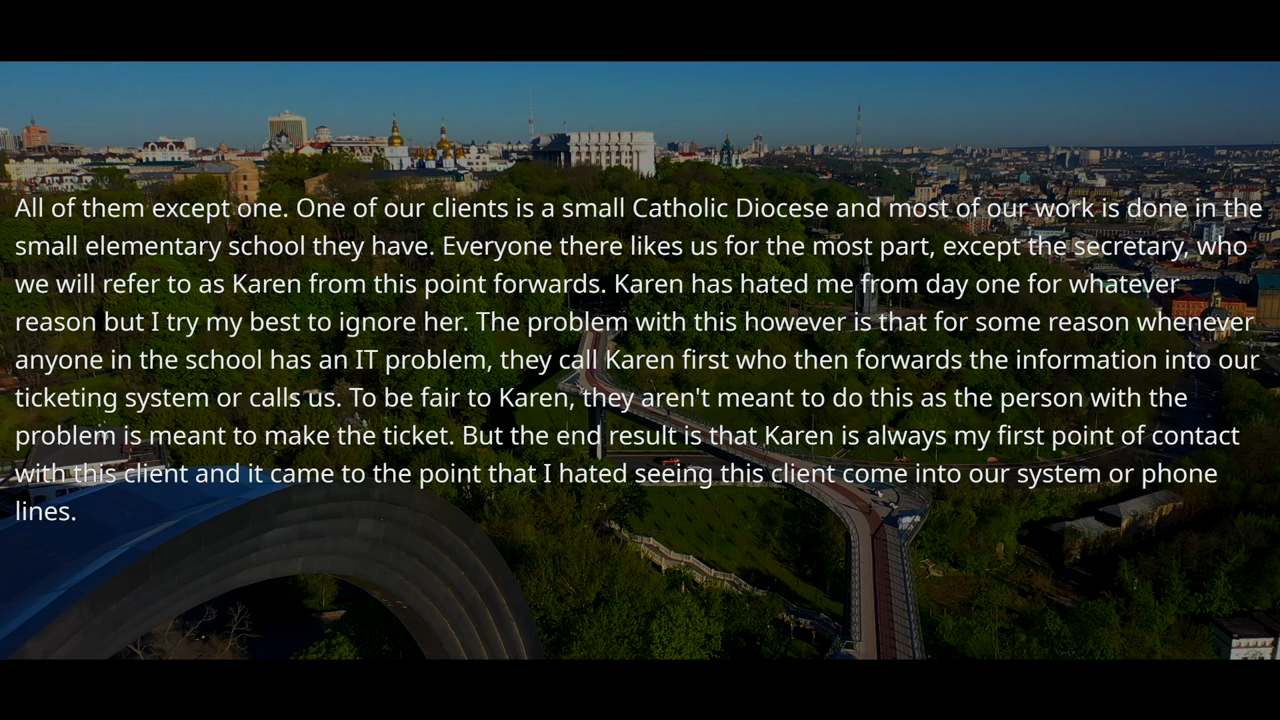 All of them except one. One of our clients is a small Catholic Diocese and most of our work is done in the
small elementary school they have. Everyone there likes us for the most part, except the secretary, who
we will refer to as Karen from this point forwards. Karen has hated me from day one for whatever
reason but I try my best to ignore her. The problem with this however is that for some reason whenever
anyone in the school has an IT problem, they call Karen first who then forwards the information into our
ticketing system or calls us. To be fair to Karen, they aren't meant to do this as the person with the
problem is meant to make the ticket. But the end result is that Karen is always my first point of contact
with this client and it came to the point that I hated seeing this client come into our system or phone
lines.